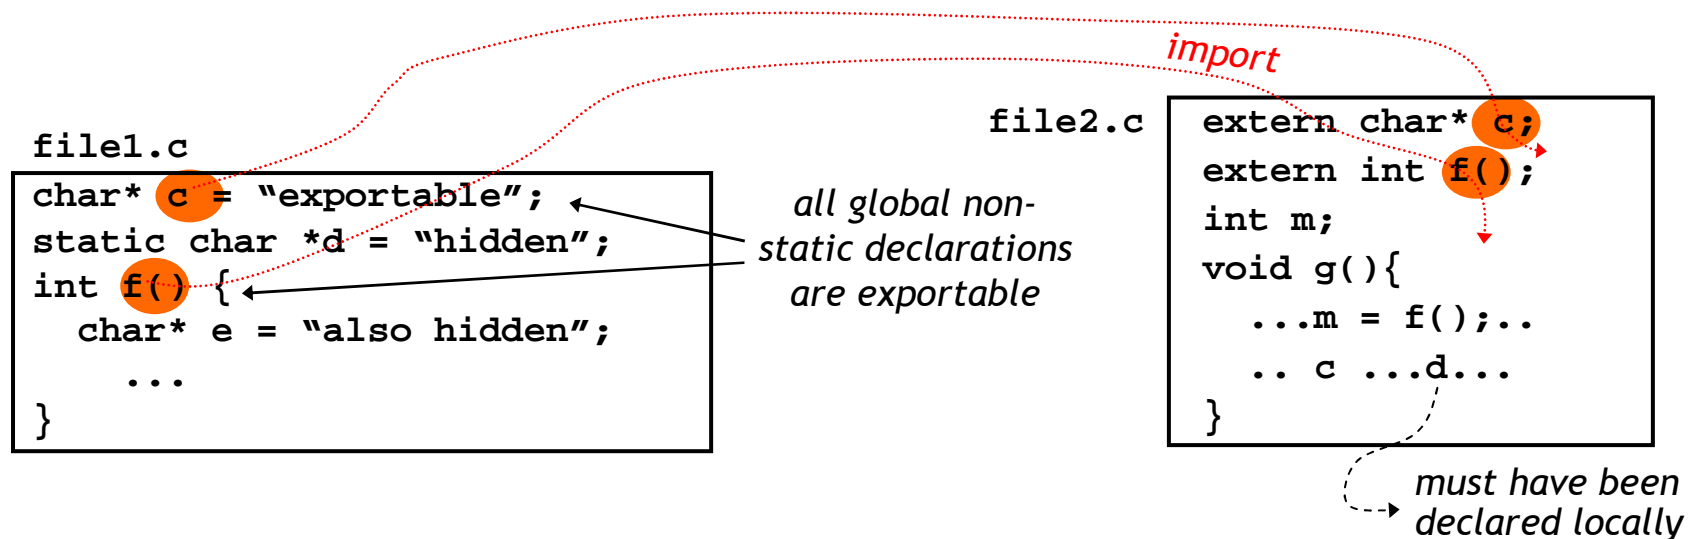 import
file1.c
char* c = “exportable”;
static char *d = “hidden”;
int f() {
char* e = “also hidden”;
...
}
all global non-
static declarations
are exportable
file2.c
extern char* c;
extern int f();
int m;
void g(){
...m = f();..
.. c ...d...
}
must have been
declared locally